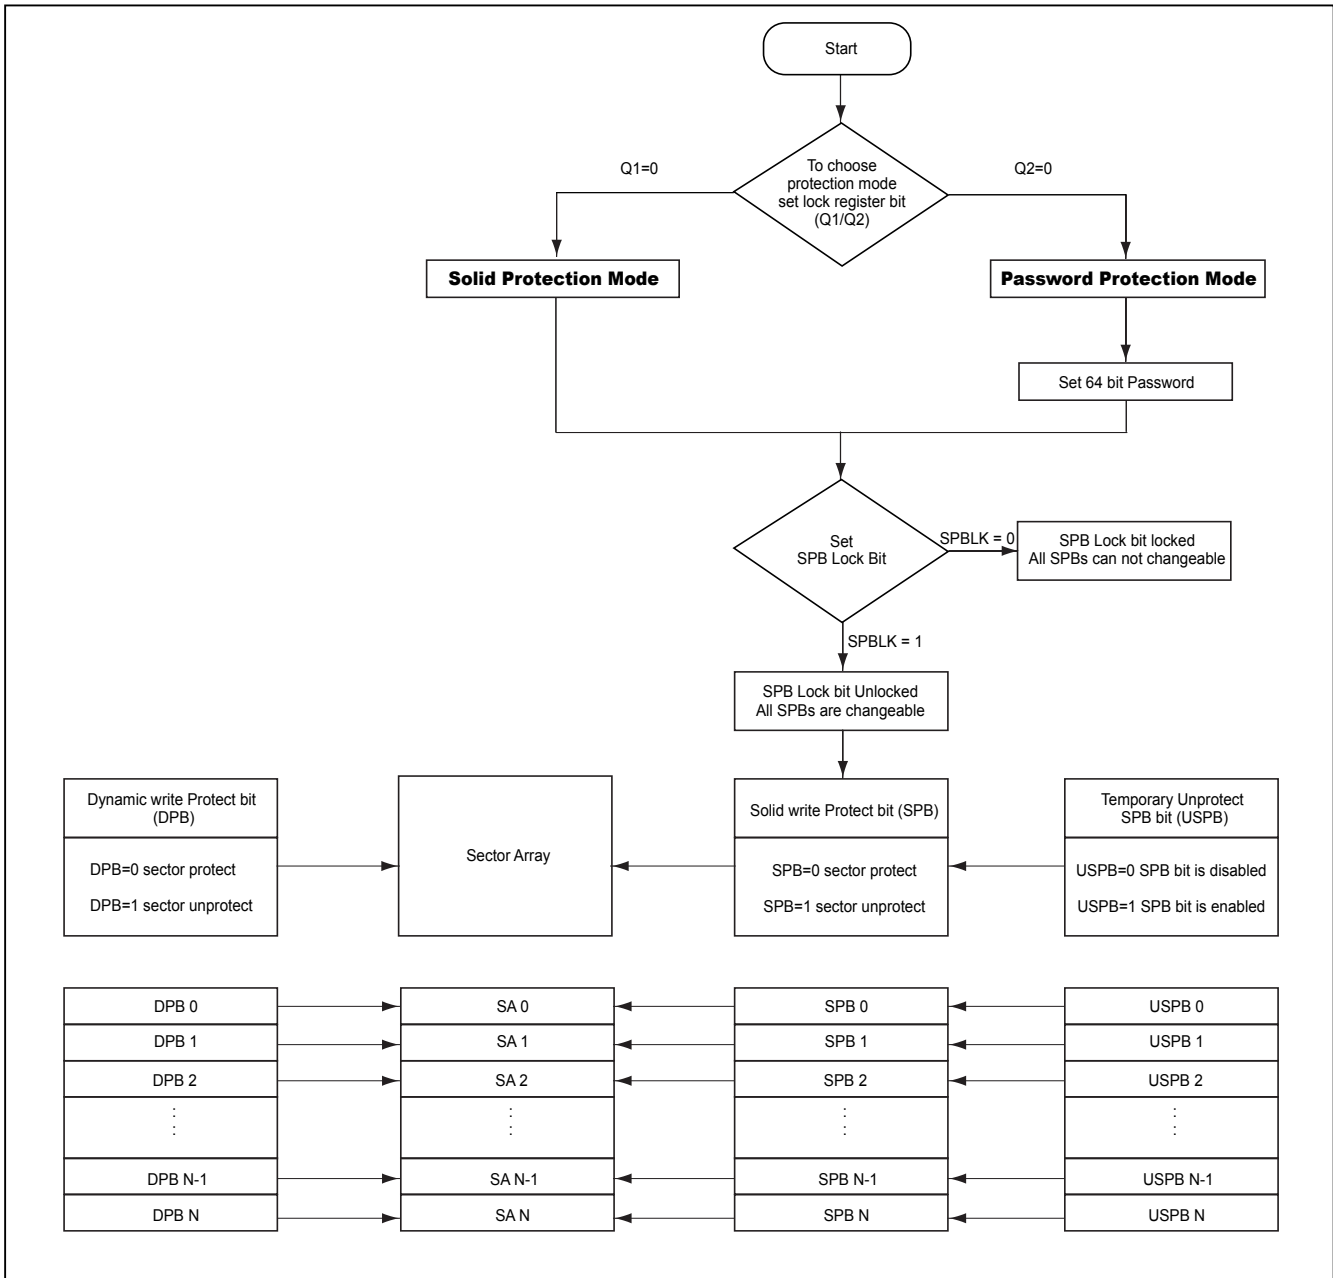 Start
To choose
protection mode
set lock register bit
(Q1/Q2)
Q1=0
Q2=0
Solid Protection Mode
Password Protection Mode
Set 64 bit Password
Set
SPB Lock Bit
SPBLK = 0
SPB Lock bit locked
All SPBs can not changeable
SPBLK = 1
SPB Lock bit Unlocked
All SPBs are changeable
Dynamic write Protect bit
(DPB)
DPB=0 sector protect
DPB=1 sector unprotect
Sector Array
Solid write Protect bit (SPB)
SPB=0 sector protect
SPB=1 sector unprotect
Temporary Unprotect
SPB bit (USPB)
USPB=0 SPB bit is disabled
USPB=1 SPB bit is enabled
DPB 0
SA 0
SPB 0
USPB 0
DPB 1
SA 1
SPB 1
USPB 1
DPB 2
SA 2
SPB 2
USPB 2
DPB N-1
SA N-1
SPB N-1
USPB N-1
DPB N
SA N
SPB N
USPB N